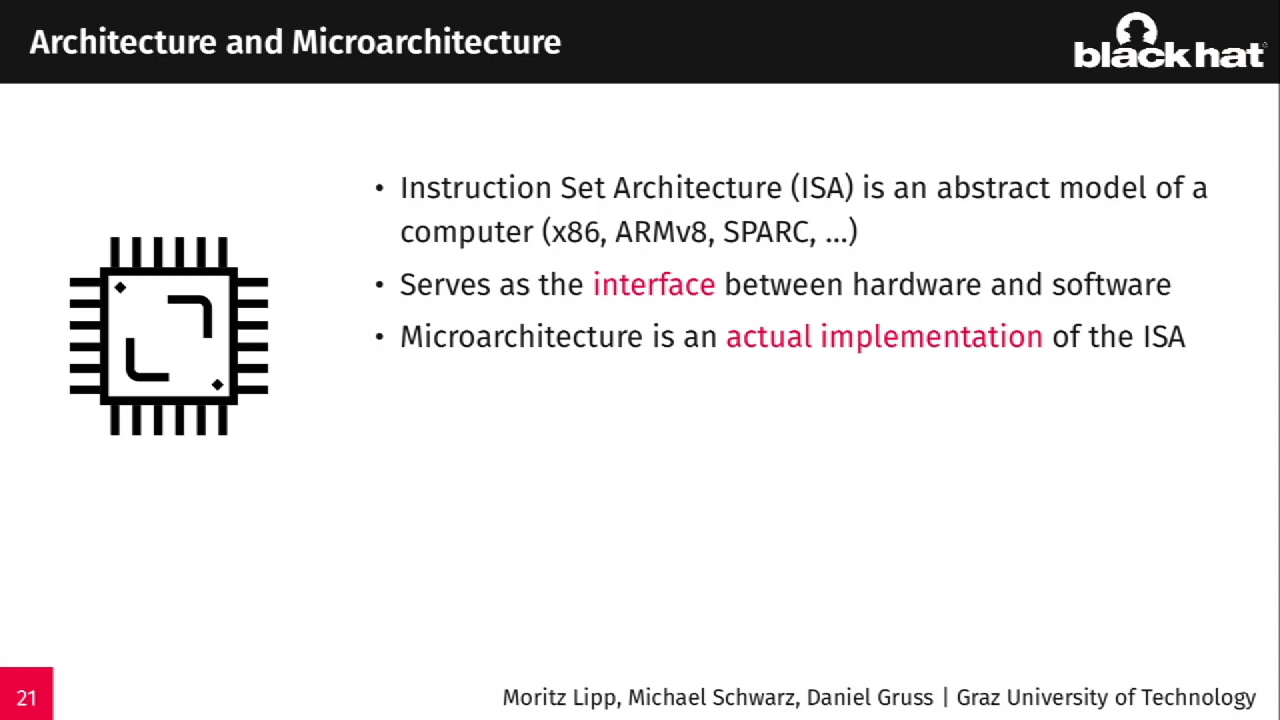 Architecture and Microarchitecture
black hat
• Instruction Set Architecture (ISA) is an abstract model of a
computer (x86, ARMv8, SPARC, ...)
• Serves as the interface between hardware and software
• Microarchitecture is an actual implementation of the ISA
21
Moritz Lipp, Michael Schwarz, Daniel Gruss | Graz University of Technology